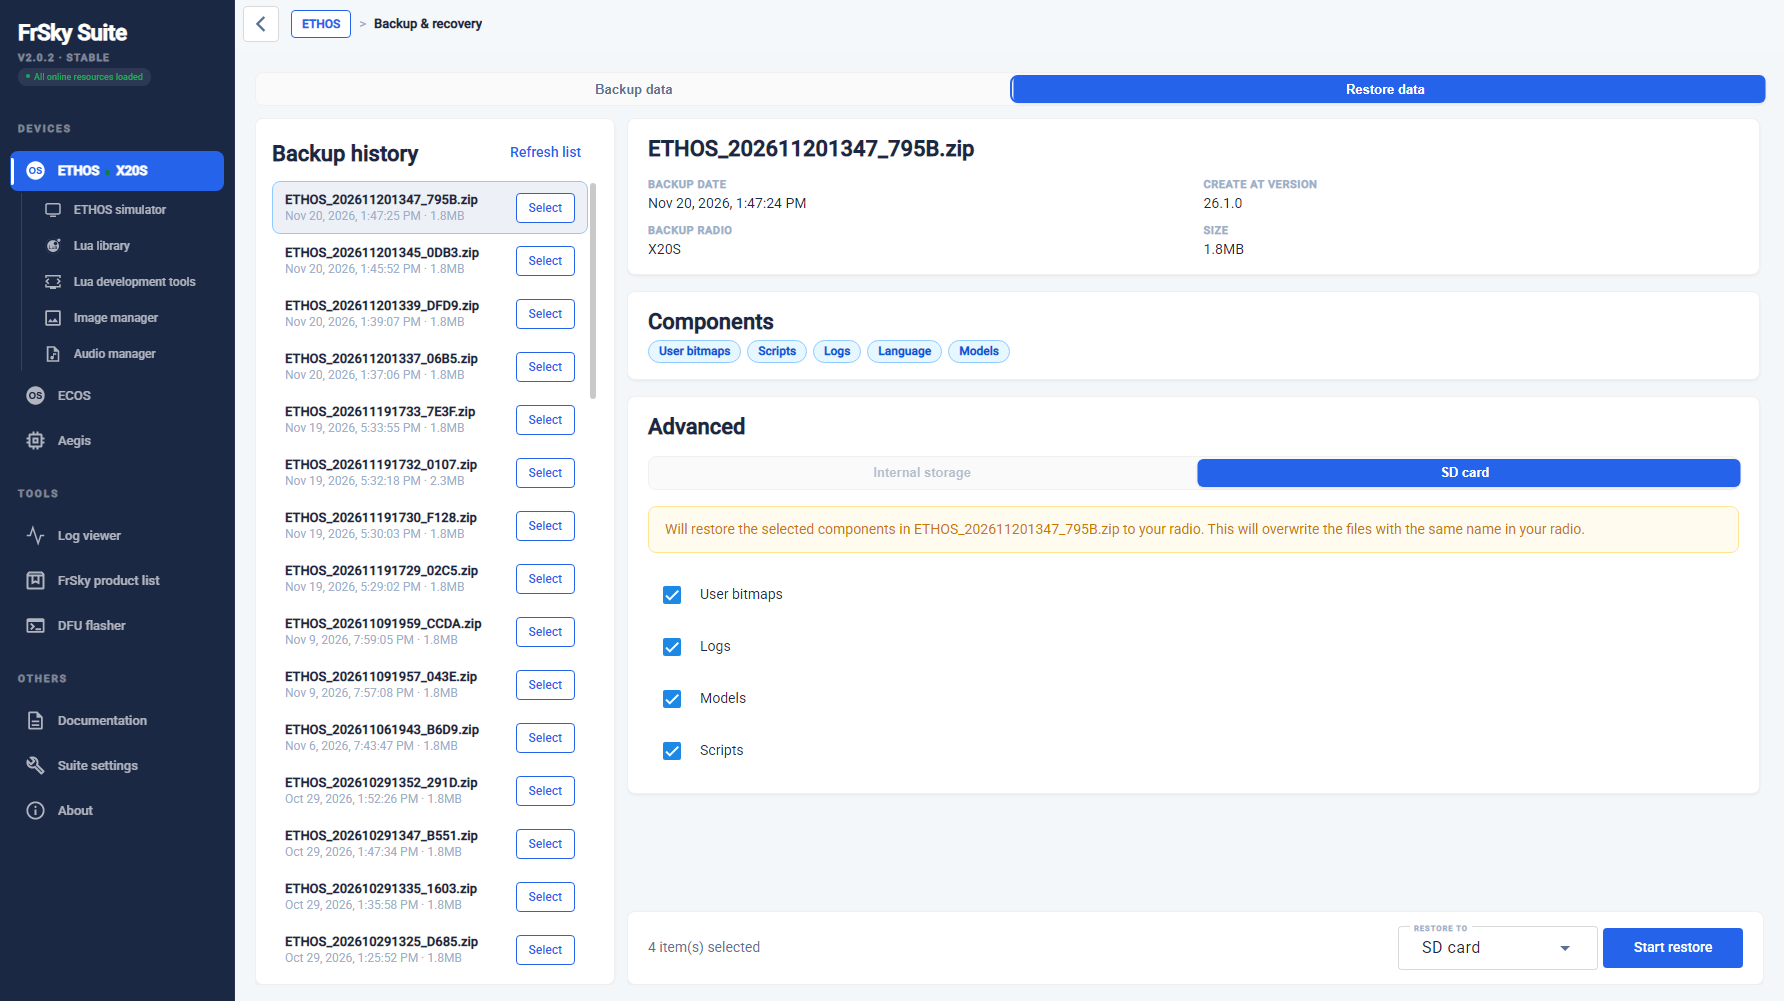 FrSky Suite
V2.0.2 · STABLE
All online resources loaded
DEVICES
ETHOS • X20S
ETHOS simulator
Lua library
Lua development tools
Image manager
Audio manager
ECOS
Aegis
TOOLS
Log viewer
FrSky product list
DFU flasher
OTHERS
Documentation
Suite settings
About
ETHOS > Backup & recovery
Backup data
Restore data
Backup history
Refresh list
ETHOS_202611201347_795B.zip
Nov 20, 2026, 1:47:25 PM · 1.8MB
Select
ETHOS_202611201345_0DB3.zip
Nov 20, 2026, 1:45:52 PM · 1.8MB
Select
ETHOS_202611201339_DFD9.zip
Nov 20, 2026, 1:39:07 PM · 1.8MB
Select
ETHOS_202611201337_06B5.zip
Nov 20, 2026, 1:37:06 PM · 1.8MB
Select
ETHOS_202611191733_7E3F.zip
Nov 19, 2026, 5:33:55 PM · 1.8MB
Select
ETHOS_202611191732_0107.zip
Nov 19, 2026, 5:32:18 PM · 2.3MB
Select
ETHOS_202611191730_F128.zip
Nov 19, 2026, 5:30:03 PM · 1.8MB
Select
ETHOS_202611191729_02C5.zip
Nov 19, 2026, 5:29:02 PM · 1.8MB
Select
ETHOS_202611091959_CCDA.zip
Nov 9, 2026, 7:59:05 PM · 1.8MB
Select
ETHOS_202611091957_043E.zip
Nov 9, 2026, 7:57:08 PM · 1.8MB
Select
ETHOS_202611061943_B6D9.zip
Nov 6, 2026, 7:43:47 PM · 1.8MB
Select
ETHOS_202610291352_291D.zip
Oct 29, 2026, 1:52:26 PM · 1.8MB
Select
ETHOS_202610291347_B551.zip
Oct 29, 2026, 1:47:34 PM · 1.8MB
Select
ETHOS_202610291335_1603.zip
Oct 29, 2026, 1:35:58 PM · 1.8MB
Select
ETHOS_202610291325_D685.zip
Oct 29, 2026, 1:25:52 PM · 1.8MB
Select
ETHOS_202611201347_795B.zip
BACKUP DATE
Nov 20, 2026, 1:47:24 PM
CREATE AT VERSION
26.1.0
BACKUP RADIO
X20S
SIZE
1.8MB
Components
User bitmaps
Scripts
Logs
Language
Models
Advanced
Internal storage
SD card
Will restore the selected components in ETHOS_202611201347_795B.zip to your radio. This will overwrite the files with the same name in your radio.
User bitmaps
Logs
Models
Scripts
4 item(s) selected
RESTORE TO
SD card
Start restore